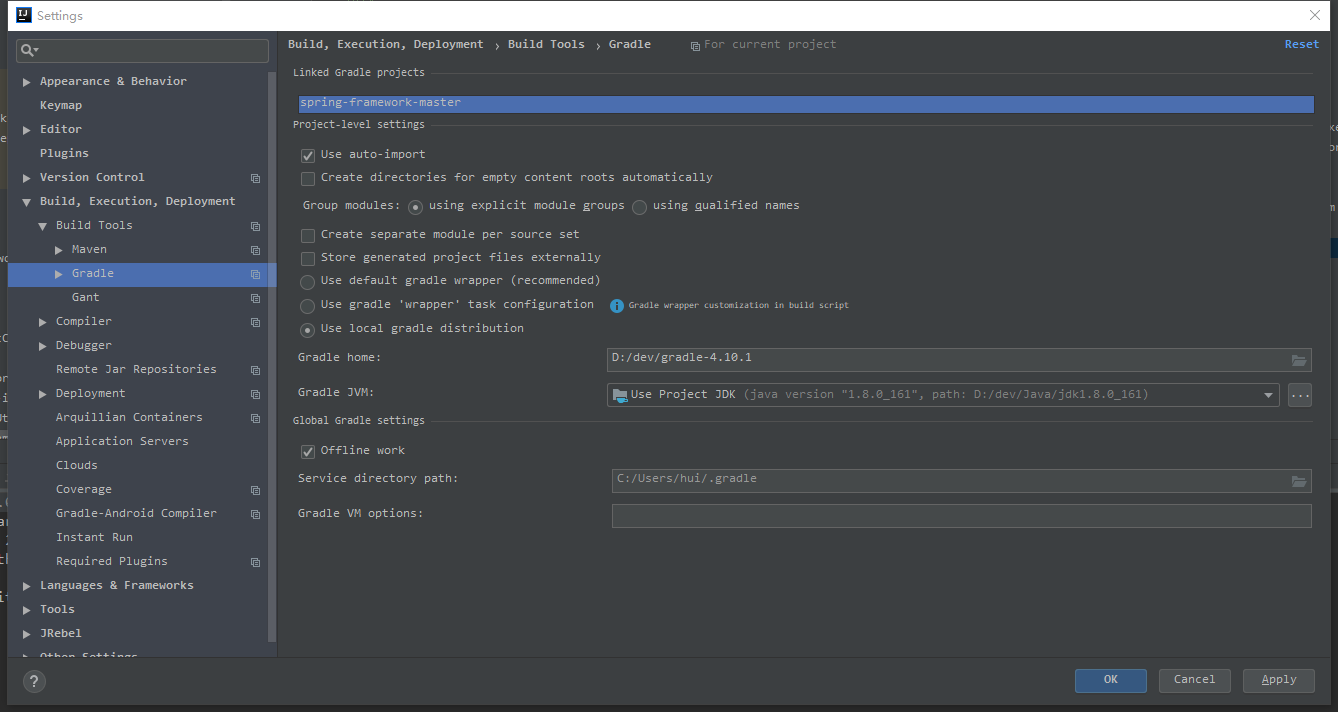 Settings
Build, Execution, Deployment › Build Tools › Gradle For current project Reset
Appearance & Behavior
Keymap
Editor
Plugins
Version Control
Build, Execution, Deployment
Build Tools
Maven
Gradle
Gant
Compiler
Debugger
Remote Jar Repositories
Deployment
Arquillian Containers
Application Servers
Clouds
Coverage
Gradle-Android Compiler
Instant Run
Required Plugins
Languages & Frameworks
Tools
JRebel
Other Settings
Linked Gradle projects
spring-framework-master
Project-level settings
Use auto-import
Create directories for empty content roots automatically
Group modules: using explicit module groups using qualified names
Create separate module per source set
Store generated project files externally
Use default gradle wrapper (recommended)
Use gradle 'wrapper' task configuration Gradle wrapper customization in build script
Use local gradle distribution
Gradle home: D:/dev/gradle-4.10.1
Gradle JVM: Use Project JDK (java version "1.8.0_161", path: D:/dev/Java/jdk1.8.0_161) ...
Global Gradle settings
Offline work
Service directory path: C:/Users/hui/.gradle
Gradle VM options:
? OK Cancel Apply